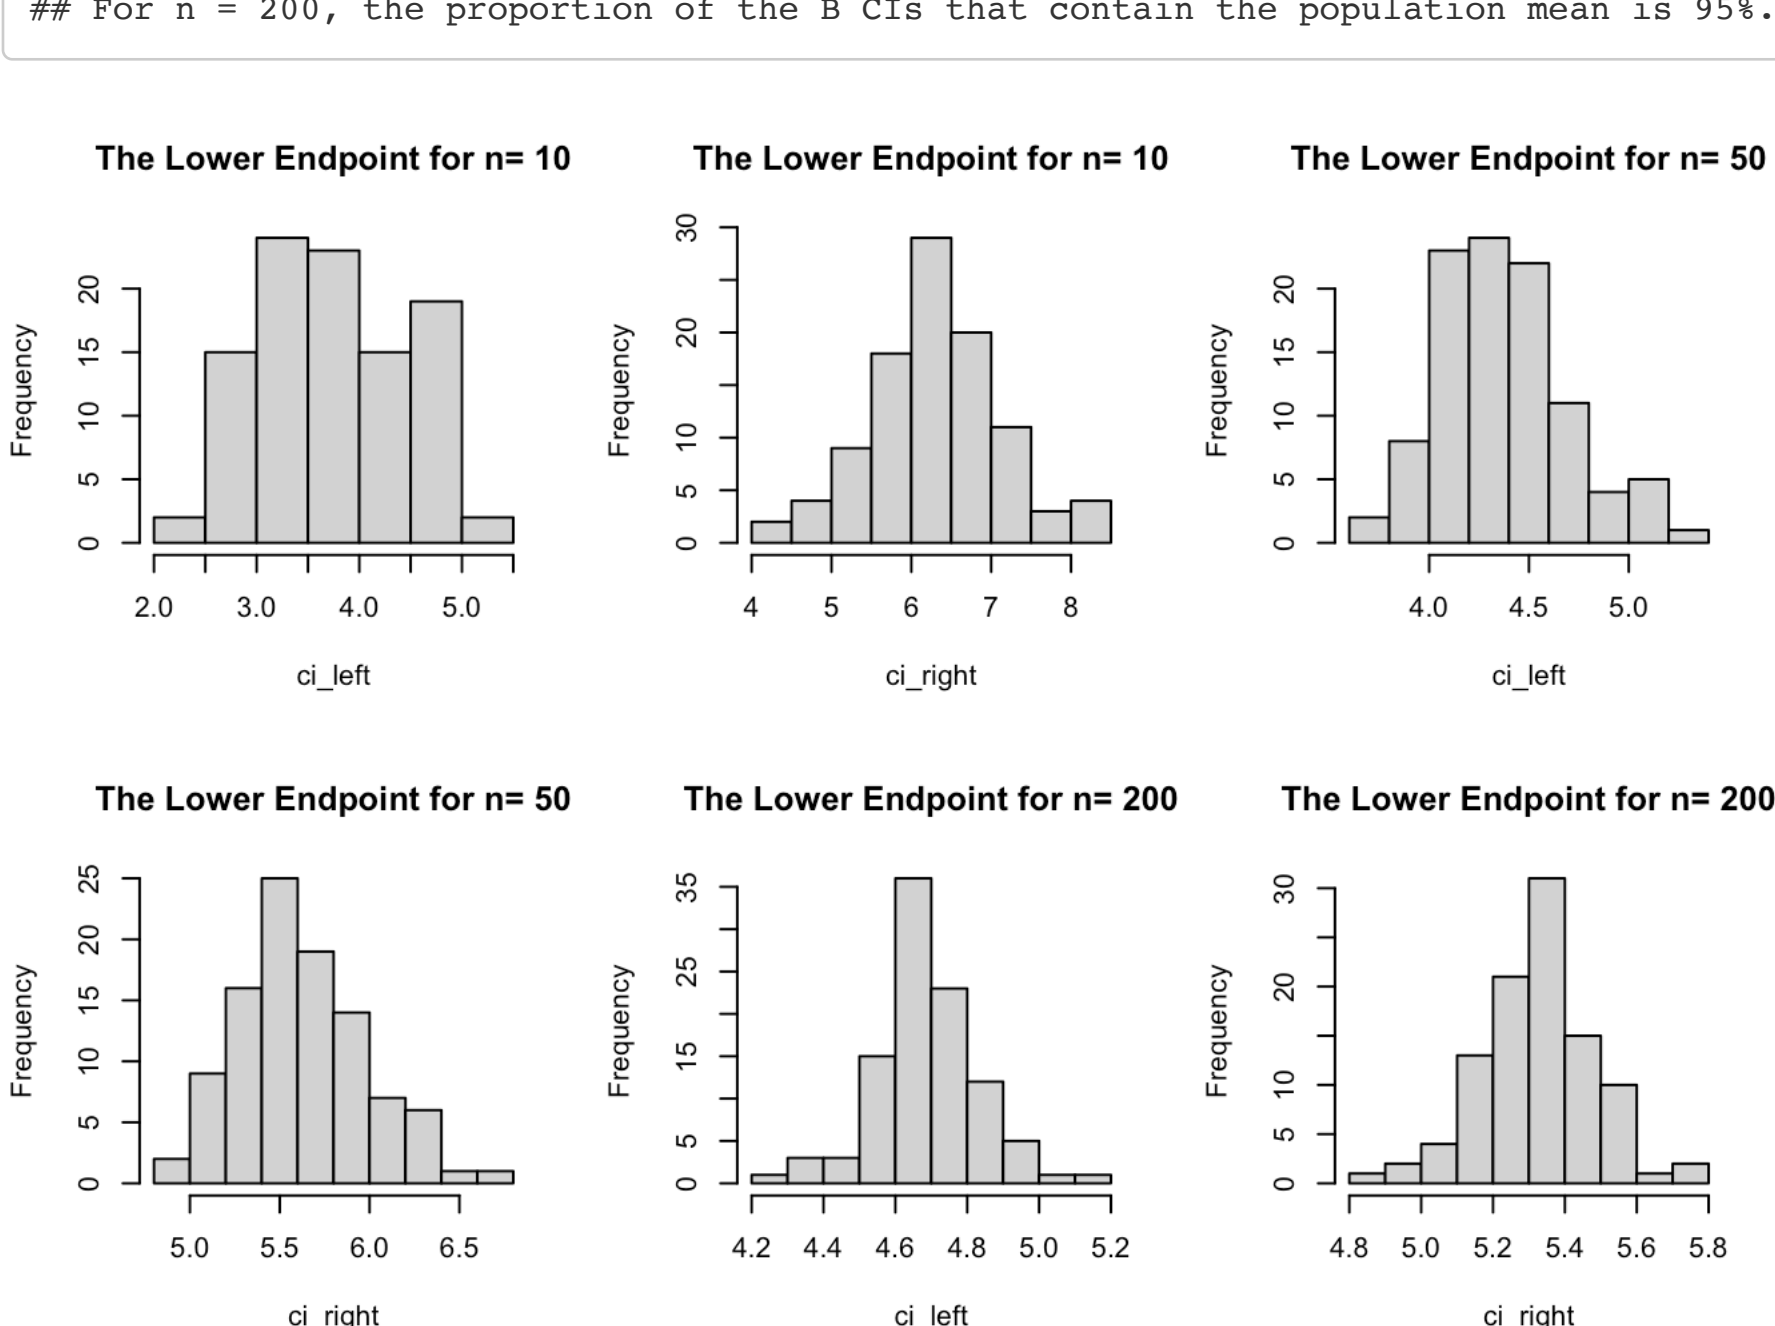 ## For n = 200, the proportion of the B CIs that contain the population mean is 95%.
The Lower Endpoint for n= 10
Frequency
0 5 10 15 20
2.0 3.0 4.0 5.0
ci_left
The Lower Endpoint for n= 10
Frequency
0 5 10 20 30
4 5 6 7 8
ci_right
The Lower Endpoint for n= 50
Frequency
0 5 10 15 20
4.0 4.5 5.0
ci_left
The Lower Endpoint for n= 50
Frequency
0 5 10 15 20 25
5.0 5.5 6.0 6.5
ci_right
The Lower Endpoint for n= 200
Frequency
0 5 15 25 35
4.2 4.4 4.6 4.8 5.0 5.2
ci_left
The Lower Endpoint for n= 200
Frequency
0 5 10 20 30
4.8 5.0 5.2 5.4 5.6 5.8
ci_right